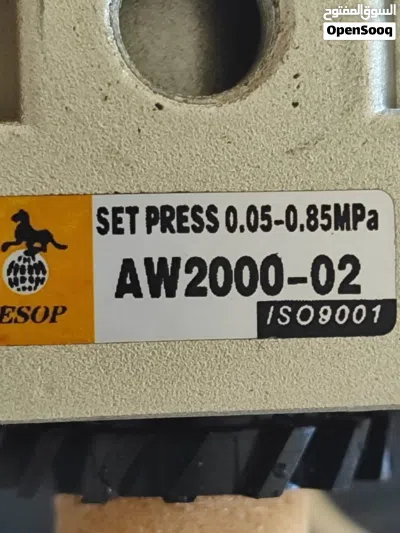 السوق المفتوح
OpenSooq
SET PRESS 0.05-0.85MPa
AW2000-02
ESOP
ISO9001